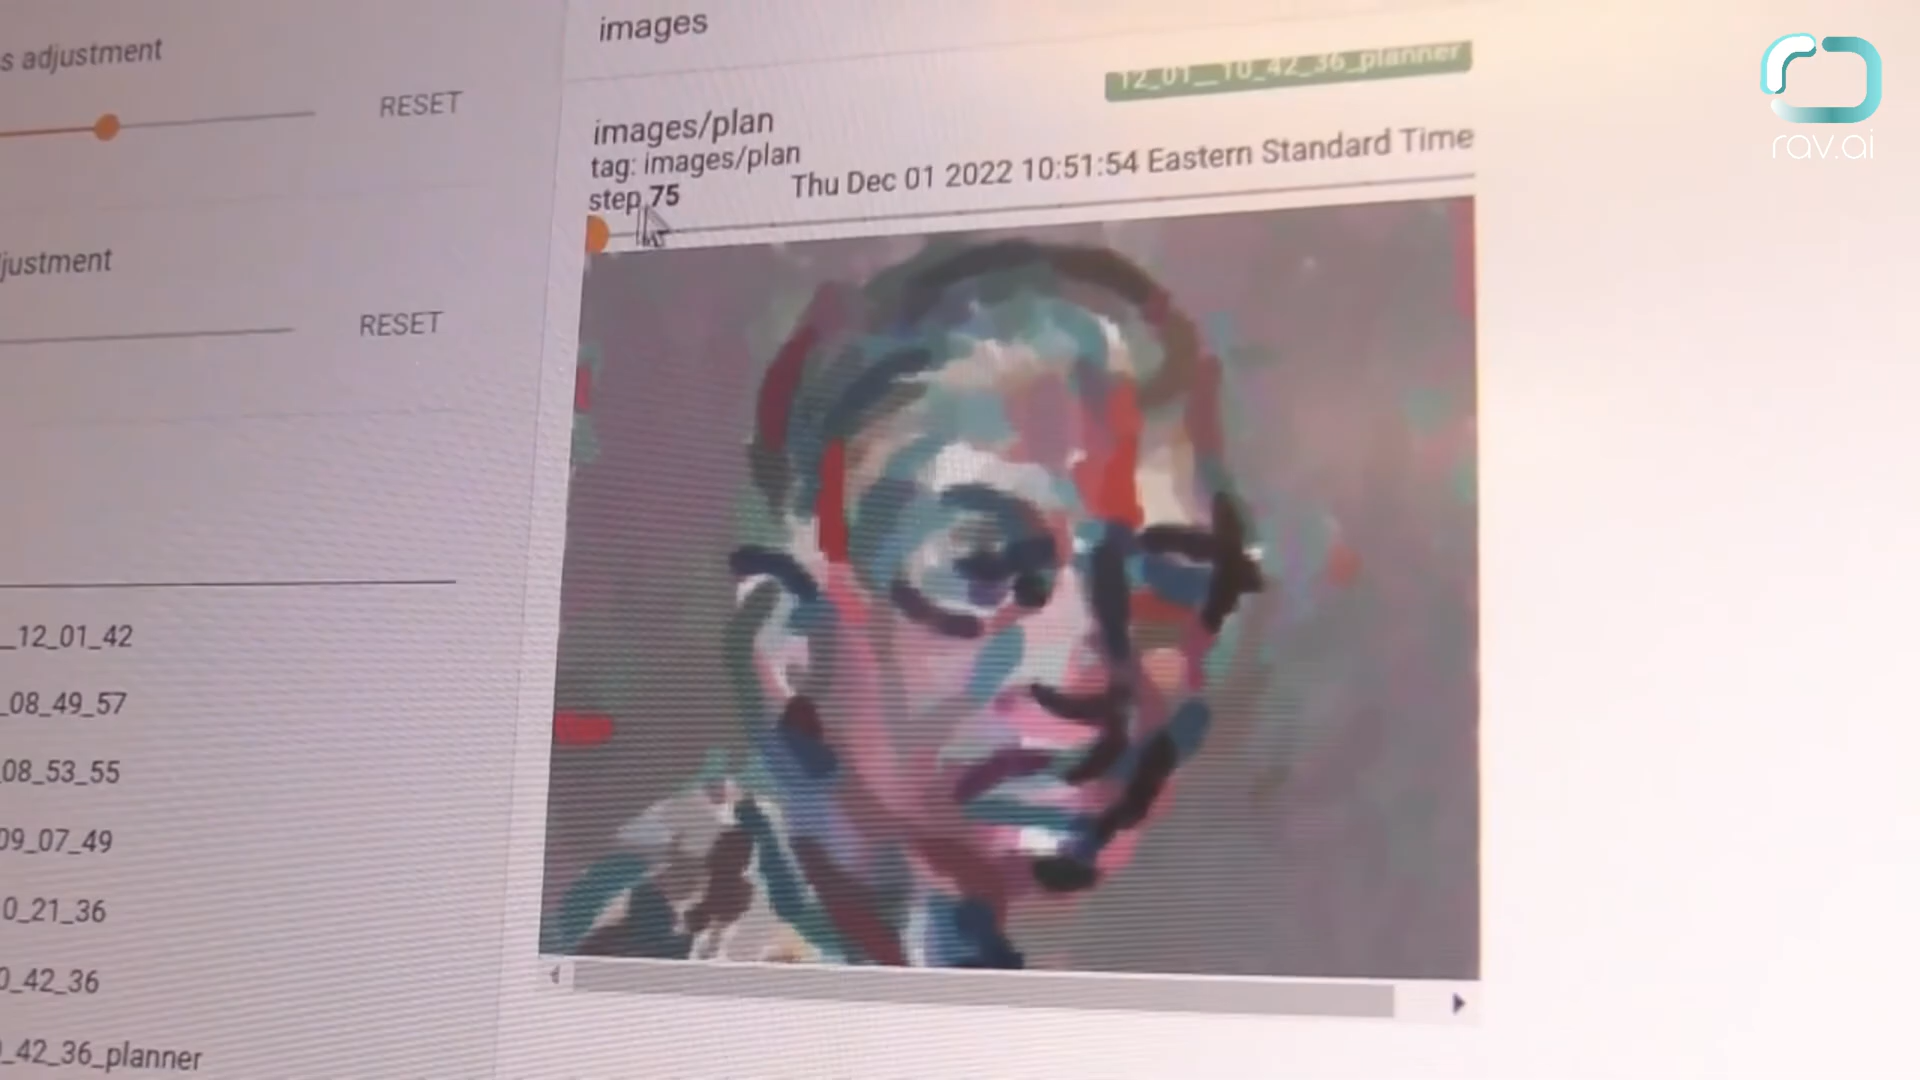 s adjustment
RESET
justment
RESET
_12_01_42
_08_49_57
08_53_55
09_07_49
0_21_36
0_42_36
_42_36_planner
images
12_01__10_42_36_planner
images/plan
tag: images/plan
step 75
Thu Dec 01 2022 10:51:54 Eastern Standard Time
rav.ai